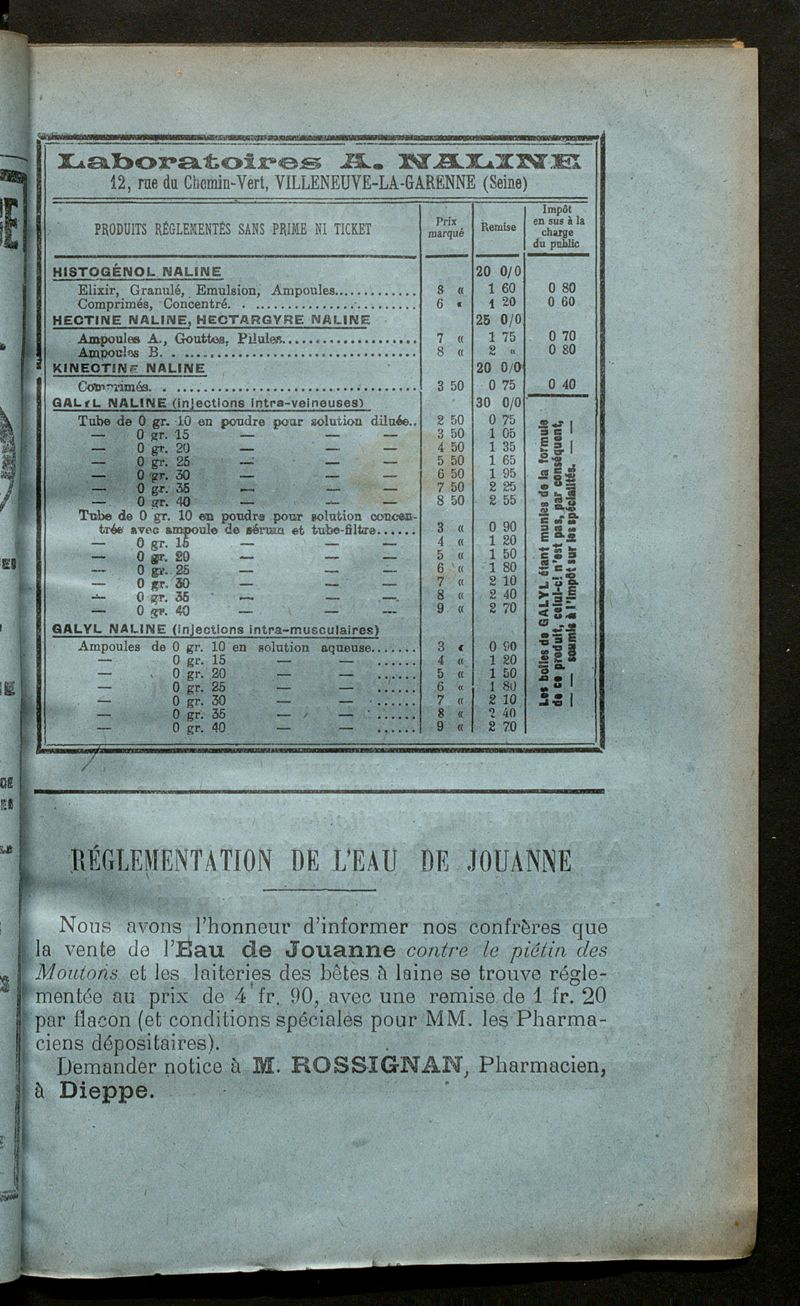 Laboratoires A. NALINE
12, rue du Chemin-Vert, VILLENEUVE-LA-GARENNE (Seine)
PRODUITS RÉGLEMENTÉS SANS PRIME NI TICKET
Prix marqué
Remise
Impôt en sus à la charge du public
HISTOGÉNOL NALINE 20 0/0
Elixir, Granulé, Emulsion, Ampoules............. 8 « 1 60 0 80
Comprimés, Concentré. . ...................... 6 « 1 20 0 60
HECTINE NALINE, HECTARGYRE NALINE 25 0/0
Ampoules A., Gouttes, Pilules.................... 7 « 1 75 0 70
Ampoules B. . .................................. 8 « 2 « 0 80
KINECTINE NALINE 20 0/0
Comprimés. . .................................. 3 50 0 75 0 40
GALYL NALINE (injections intra-veineuses) 30 0/0
Tube de 0 gr. 10 en poudre pour solution diluée.. 2 50 0 75
— 0 gr. 15 — — — 3 50 1 05
— 0 gr. 20 — — — 4 50 1 35
— 0 gr. 25 — — — 5 50 1 65
— 0 gr. 30 — — — 6 50 1 95
— 0 gr. 35 — — — 7 50 2 25
— 0 gr. 40 — — — 8 50 2 55
Tube de 0 gr. 10 en poudre pour solution concen-
trée avec ampoule de sérum et tube-filtre...... 3 « 0 90
— 0 gr. 15 — — — 4 « 1 20
— 0 gr. 20 — — — 5 « 1 50
— 0 gr. 25 — — — 6 « 1 80
— 0 gr. 30 — — — 7 « 2 10
— 0 gr. 35 — — — 8 « 2 40
— 0 gr. 40 — — — 9 « 2 70
GALYL NALINE (injections intra-musculaires)
Ampoules de 0 gr. 10 en solution aqueuse....... 3 « 0 90
— 0 gr. 15 — — 4 « 1 20
— 0 gr. 20 — — ...... 5 « 1 50
— 0 gr. 25 — — ...... 6 « 1 80
— 0 gr. 30 — — ...... 7 « 2 10
— 0 gr. 35 — — ...... 8 « 2 40
— 0 gr. 40 — — ...... 9 « 2 70
Les boîtes de GALYL étant munies de la formule
de ce produit, celui-ci n'est pas, par conséquent,
— — soumis à l'impôt sur les spécialités. — —
RÉGLEMENTATION DE L'EAU DE JOUANNE
Nous avons l'honneur d'informer nos confrères que
la vente de l'Eau de Jouanne contre le piétin des
Moutons et les laiteries des bêtes à laine se trouve régle-
mentée au prix de 4 fr. 90, avec une remise de 1 fr. 20
par flacon (et conditions spéciales pour MM. les Pharma-
ciens dépositaires).
Demander notice à M. ROSSIGNAN, Pharmacien,
à Dieppe.